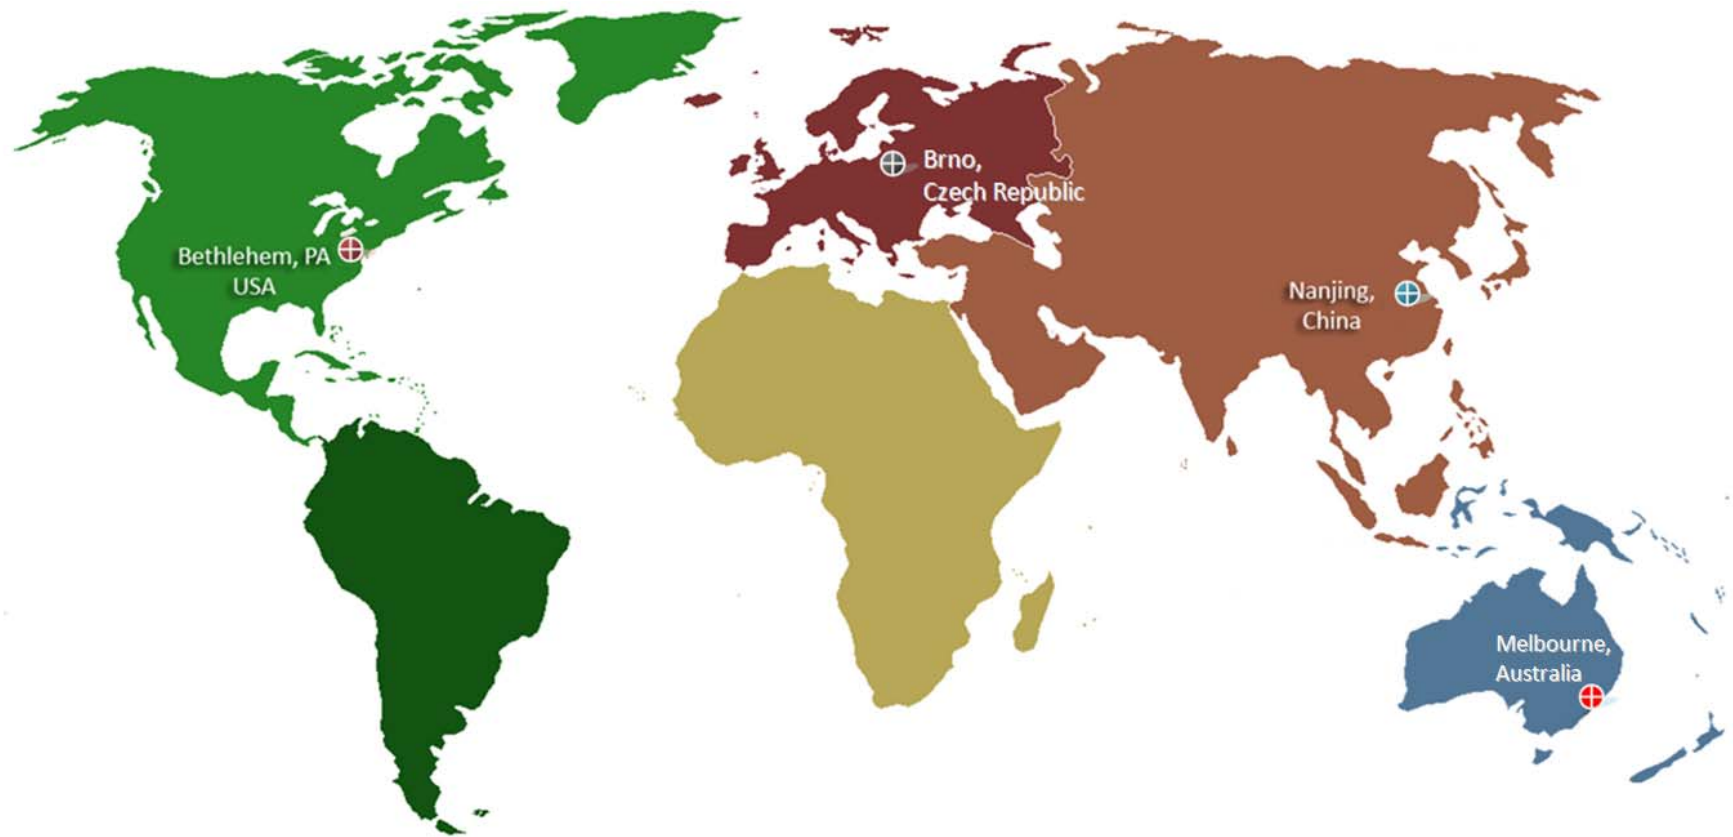 Brno,
Czech Republic
Bethlehem, PA
USA
Nanjing,
China
Melbourne,
Australia